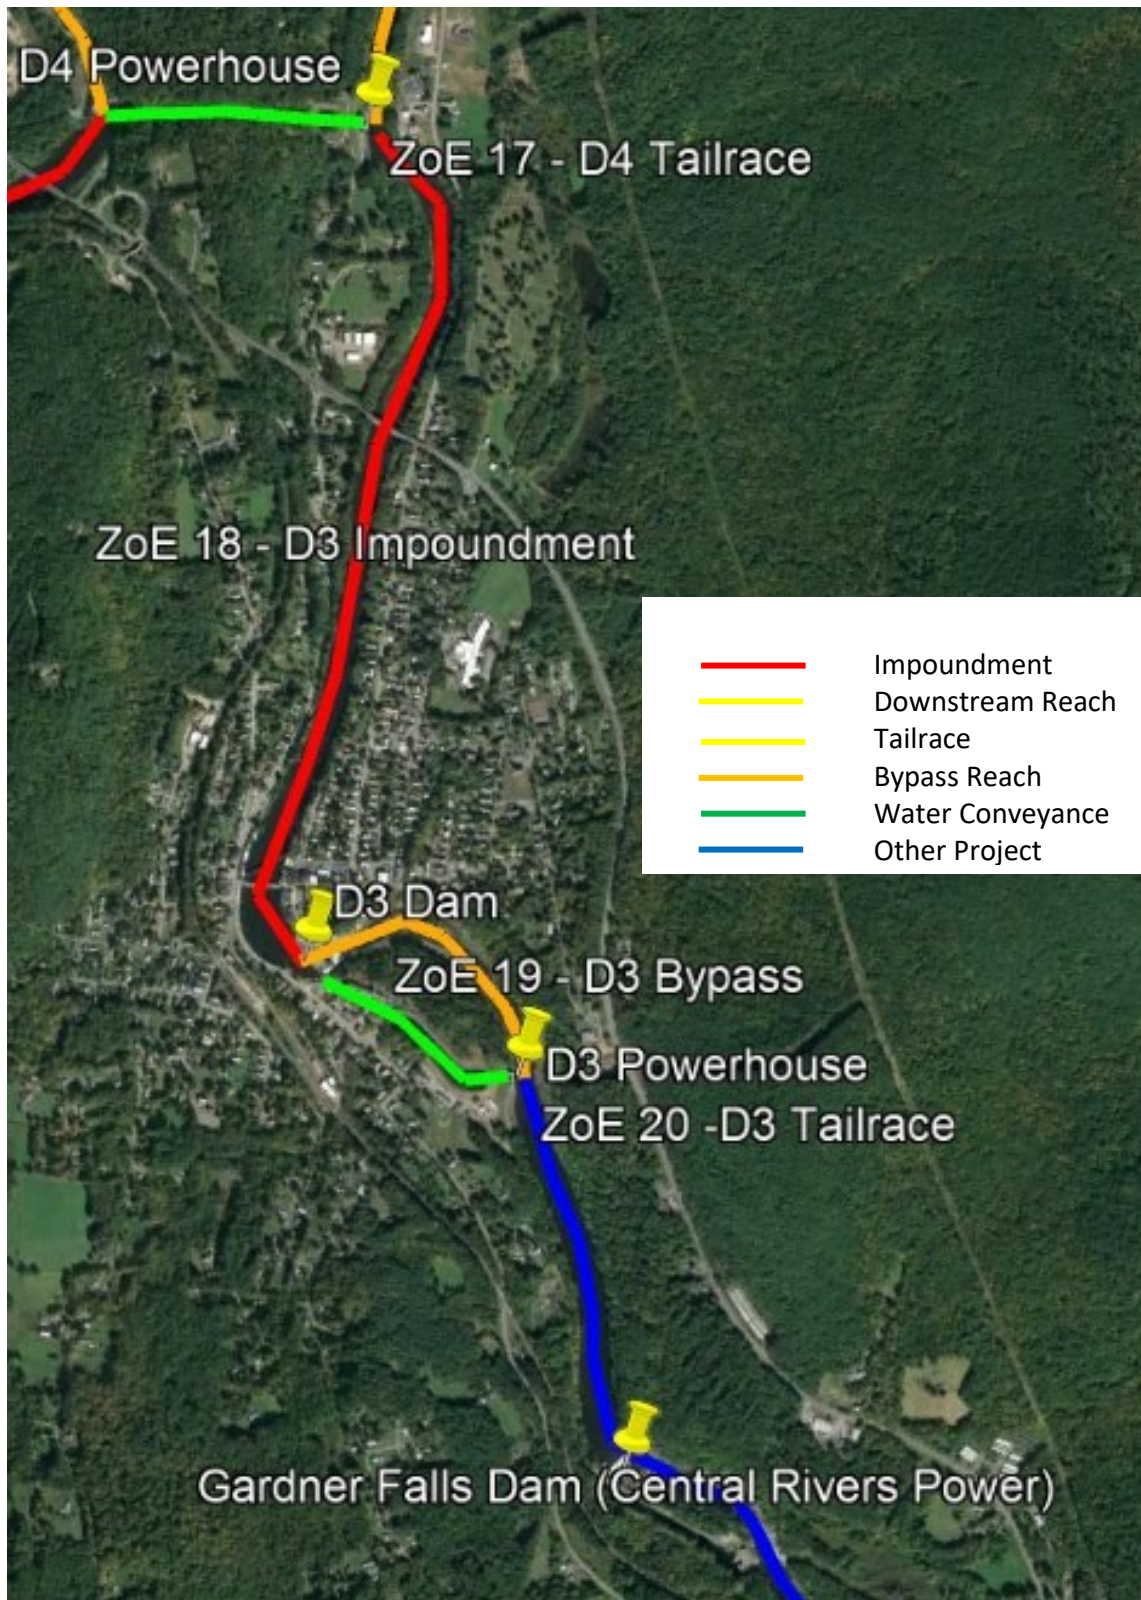 D4 Powerhouse
ZoE 17 - D4 Tailrace
ZoE 18 - D3 Impoundment
Impoundment
Downstream Reach
Tailrace
Bypass Reach
Water Conveyance
Other Project
D3 Dam
ZoE 19 - D3 Bypass
D3 Powerhouse
ZoE 20 -D3 Tailrace
Gardner Falls Dam (Central Rivers Power)